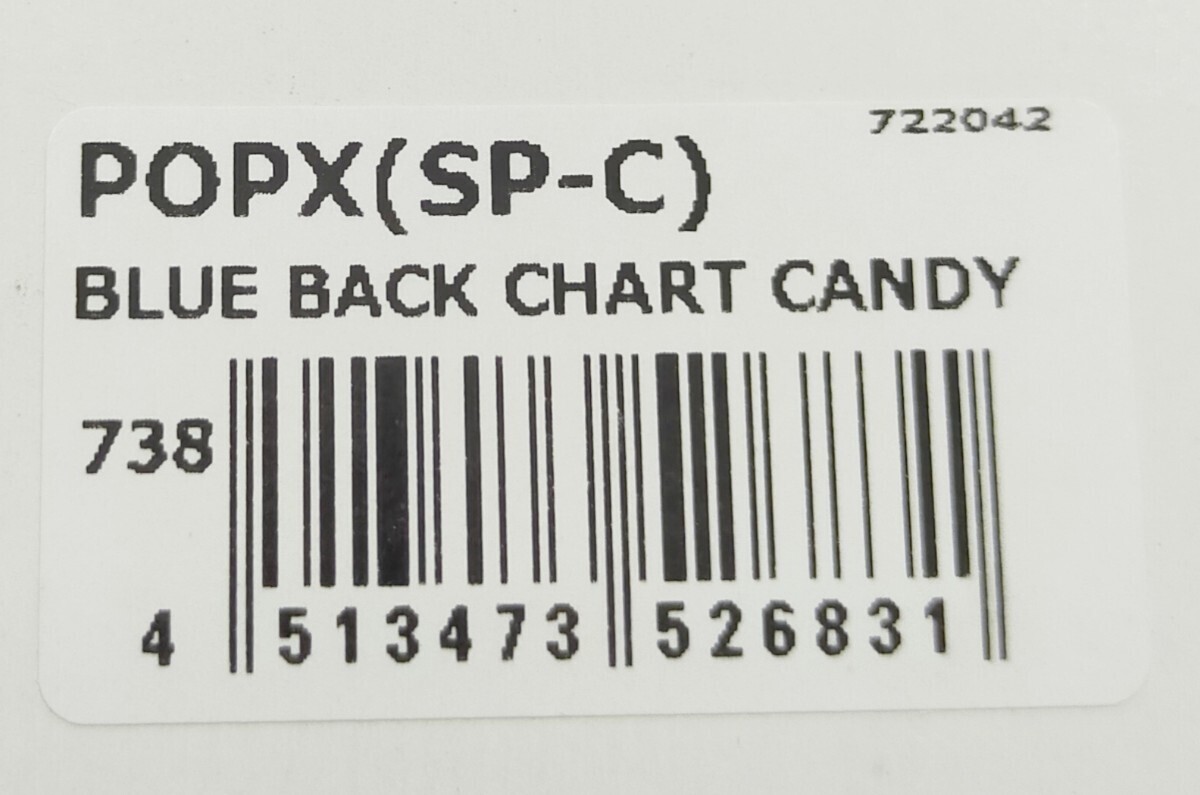 722042
POPX(SP-C)
BLUE BACK CHART CANDY
738
4 513473 526831